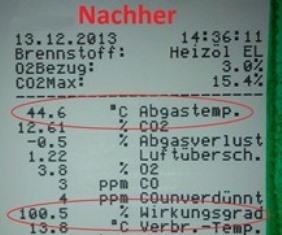 Nachher
13.12.2013 14:36:11
Brennstoff: Heizöl EL
O2Bezug: 3.0%
CO2Max: 15.4%
44.6 °C Abgastemp.
12.61 % CO2
-0.5 % Abgasverlust
1.22 Luftübersch.
3.8 % O2
3 ppm CO
4 ppm COunverdünnt
100.5 % Wirkungsgrad
13.8 °C Verbr.-Temp.